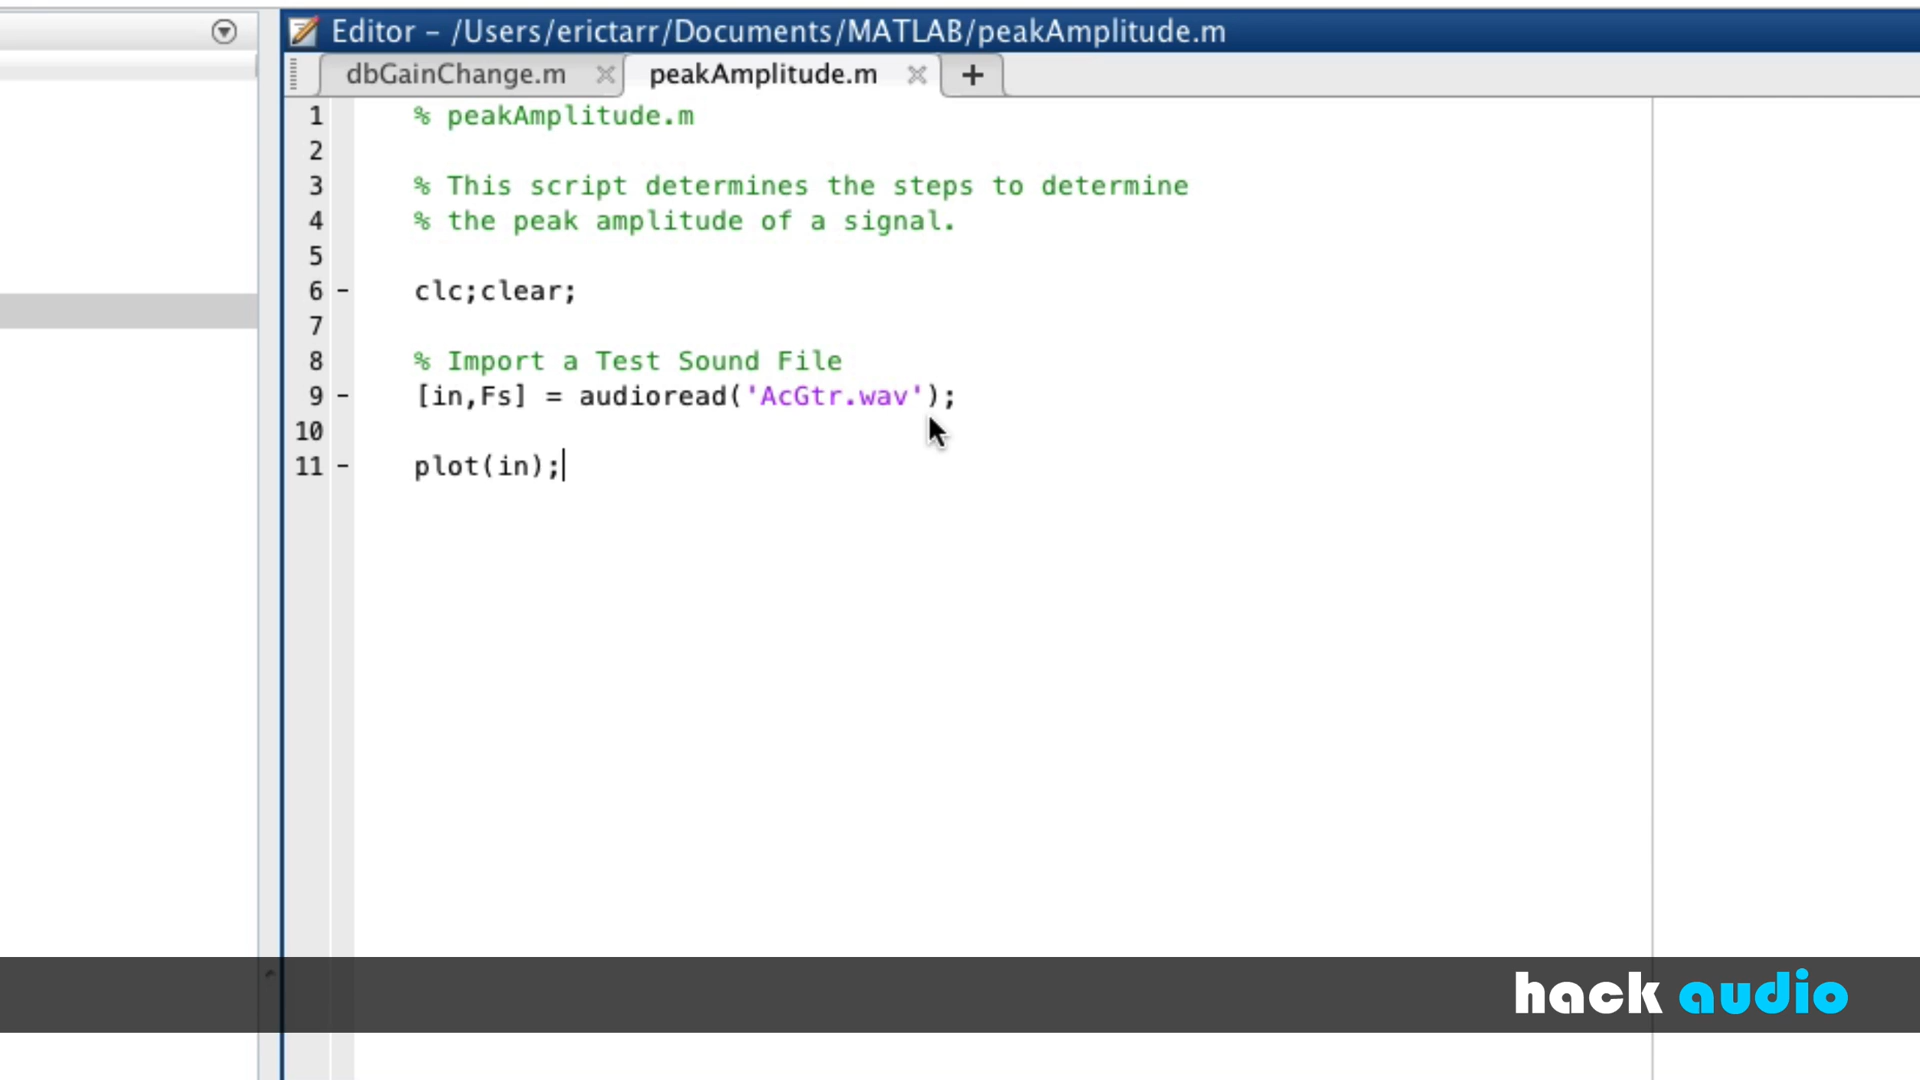 Editor – /Users/erictarr/Documents/MATLAB/peakAmplitude.m
dbGainChange.m peakAmplitude.m +
1 % peakAmplitude.m
2
3 % This script determines the steps to determine
4 % the peak amplitude of a signal.
5
6 - clc;clear;
7
8 % Import a Test Sound File
9 - [in,Fs] = audioread('AcGtr.wav');
10
11 - plot(in);
hack audio